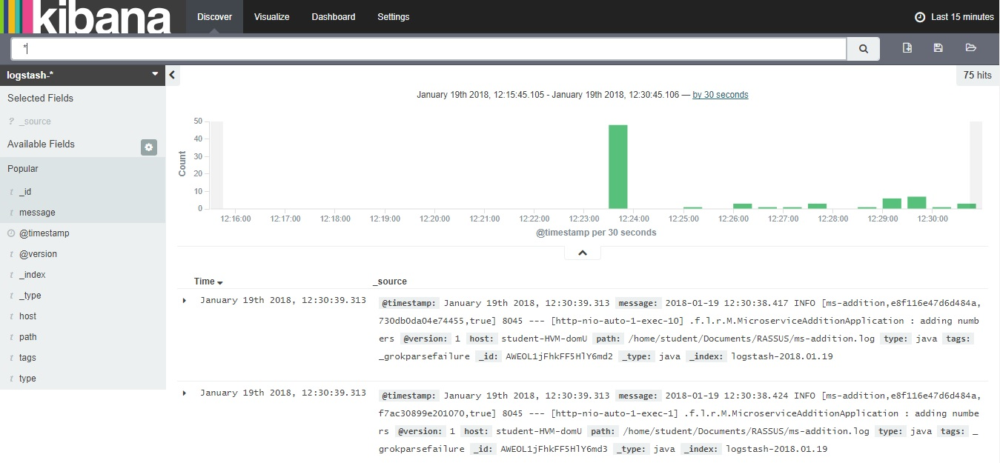 kibana Discover Visualize Dashboard Settings Last 15 minutes
*
logstash-* 75 hits
Selected Fields
? _source
Available Fields
Popular
t _id
t message
@timestamp
t @version
t _index
t _type
t host
t path
t tags
t type
January 19th 2018, 12:15:45.105 - January 19th 2018, 12:30:45.106 — by 30 seconds
Count
50
40
30
20
10
0
12:16:00 12:17:00 12:18:00 12:19:00 12:20:00 12:21:00 12:22:00 12:23:00 12:24:00 12:25:00 12:26:00 12:27:00 12:28:00 12:29:00 12:30:00
@timestamp per 30 seconds
Time _source
January 19th 2018, 12:30:39.313 @timestamp: January 19th 2018, 12:30:39.313 message: 2018-01-19 12:30:38.417 INFO [ms-addition,e8f116e47d6d484a,
730db0da04e74455,true] 8045 --- [http-nio-auto-1-exec-10] .f.l.r.M.MicroserviceAdditionApplication : adding numb
ers @version: 1 host: student-HVM-domU path: /home/student/Documents/RASSUS/ms-addition.log type: java tags:
_grokparsefailure _id: AWEOL1jFhkFF5HlY6md2 _type: java _index: logstash-2018.01.19
January 19th 2018, 12:30:39.313 @timestamp: January 19th 2018, 12:30:39.313 message: 2018-01-19 12:30:38.424 INFO [ms-addition,e8f116e47d6d484a,
f7ac30899e201070,true] 8045 --- [http-nio-auto-1-exec-1] .f.l.r.M.MicroserviceAdditionApplication : adding numbe
rs @version: 1 host: student-HVM-domU path: /home/student/Documents/RASSUS/ms-addition.log type: java tags: _
grokparsefailure _id: AWEOL1jFhkFF5HlY6md3 _type: java _index: logstash-2018.01.19